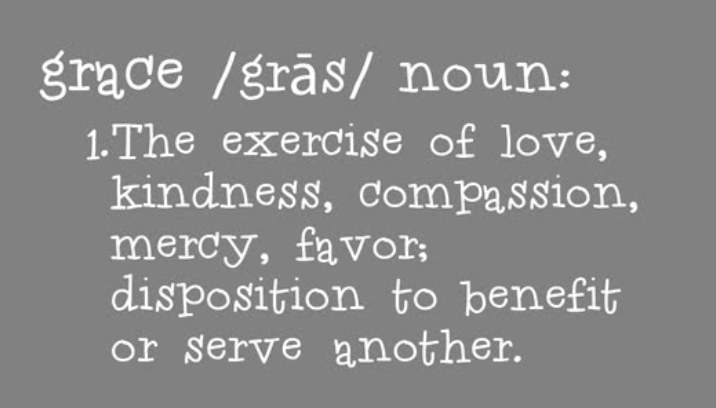 grace /grās/ noun:
1.The exercise of love,
kindness, compassion,
mercy, favor;
disposition to benefit
or serve another.